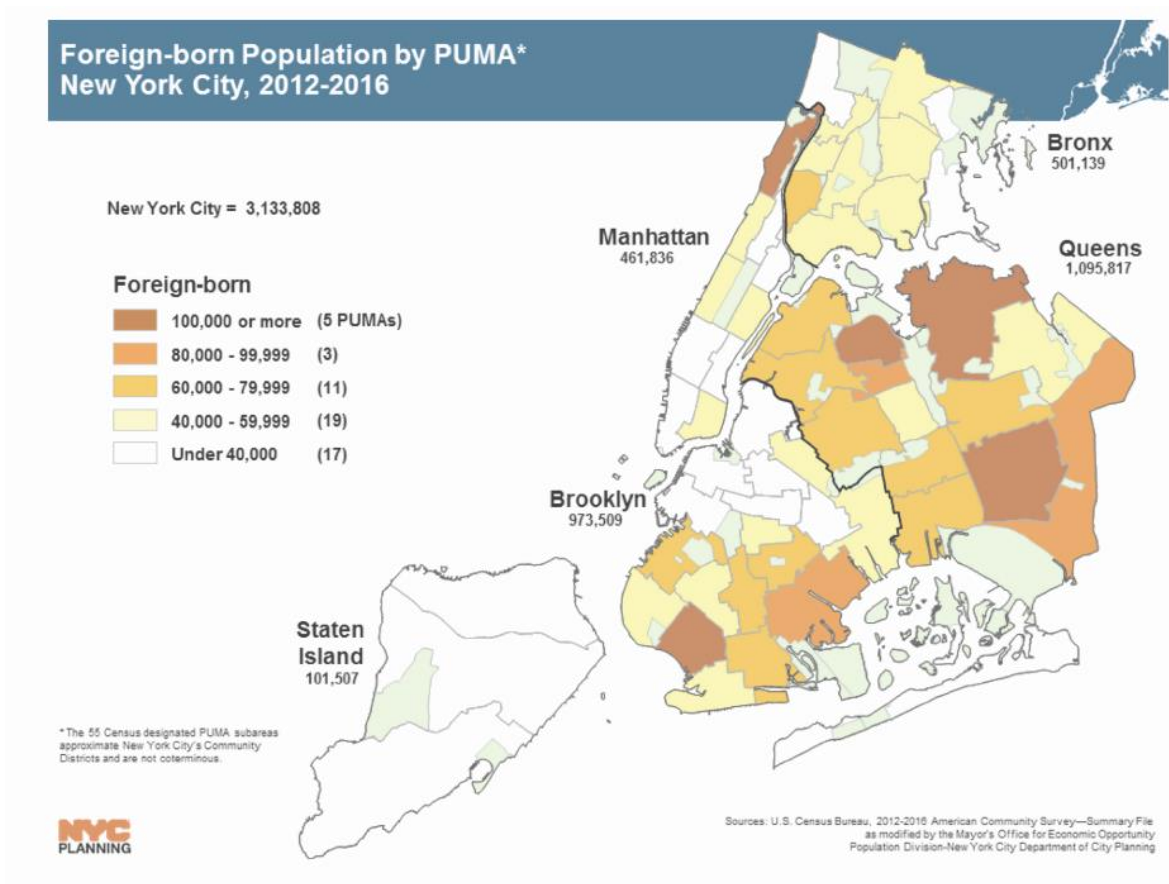 Foreign-born Population by PUMA*
New York City, 2012-2016
New York City = 3,133,808
Foreign-born
100,000 or more (5 PUMAs)
80,000 - 99,999 (3)
60,000 - 79,999 (11)
40,000 - 59,999 (19)
Under 40,000 (17)
Bronx
501,139
Manhattan
461,836
Queens
1,095,817
Brooklyn
973,509
Staten
Island
101,507
*The 55 Census designated PUMA subareas
approximate New York City's Community
Districts and are not coterminous.
NYC
PLANNING
Sources: U.S. Census Bureau, 2012-2016 American Community Survey—Summary File
as modified by the Mayor's Office for Economic Opportunity
Population Division-New York City Department of City Planning